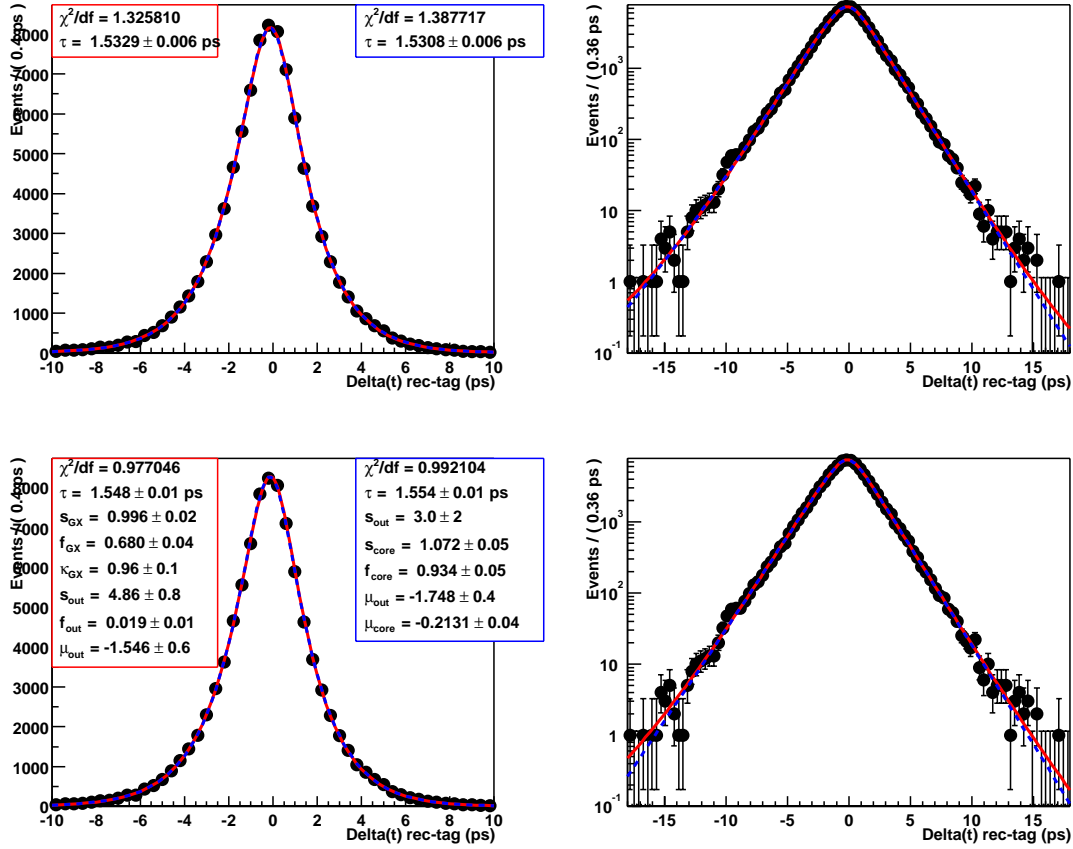 χ²/df = 1.325810
τ = 1.5329 ± 0.006 ps
χ²/df = 1.387717
τ = 1.5308 ± 0.006 ps
Events / ( 0.4 ps )
8000
7000
6000
5000
4000
3000
2000
1000
0
-10 -8 -6 -4 -2 0 2 4 6 8 10
Delta(t) rec-tag (ps)
Events / ( 0.36 ps )
10³
10²
10
1
10⁻¹
-15 -10 -5 0 5 10 15
Delta(t) rec-tag (ps)
χ²/df = 0.977046
τ = 1.548 ± 0.01 ps
s_GX = 0.996 ± 0.02
f_GX = 0.680 ± 0.04
κ_GX = 0.96 ± 0.1
s_out = 4.86 ± 0.8
f_out = 0.019 ± 0.01
μ_out = -1.546 ± 0.6
χ²/df = 0.992104
τ = 1.554 ± 0.01 ps
s_out = 3.0 ± 2
s_core = 1.072 ± 0.05
f_core = 0.934 ± 0.05
μ_out = -1.748 ± 0.4
μ_core = -0.2131 ± 0.04
Events / ( 0.4 ps )
5000
4000
3000
2000
1000
0
-10 -8 -6 -4 -2 0 2 4 6 8 10
Delta(t) rec-tag (ps)
Events / ( 0.36 ps )
10³
10²
10
1
10⁻¹
-15 -10 -5 0 5 10 15
Delta(t) rec-tag (ps)